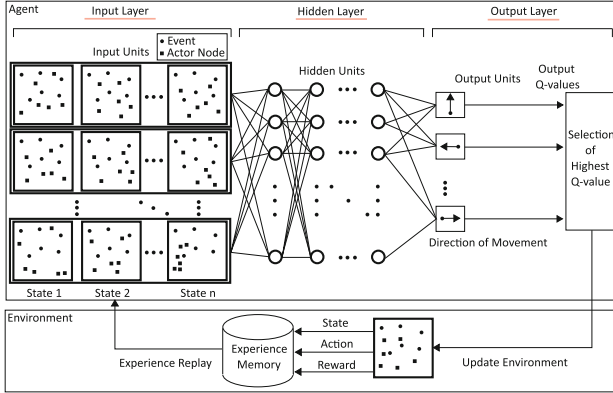 Agent
Input Layer
Hidden Layer
Output Layer
Event
Actor Node
Input Units
Hidden Units
Output Units
Output
Q-values
Selection
of
Highest
Q-value
Direction of Movement
State 1
State 2
State n
Environment
Experience Replay
Experience
Memory
State
Action
Reward
Update Environment